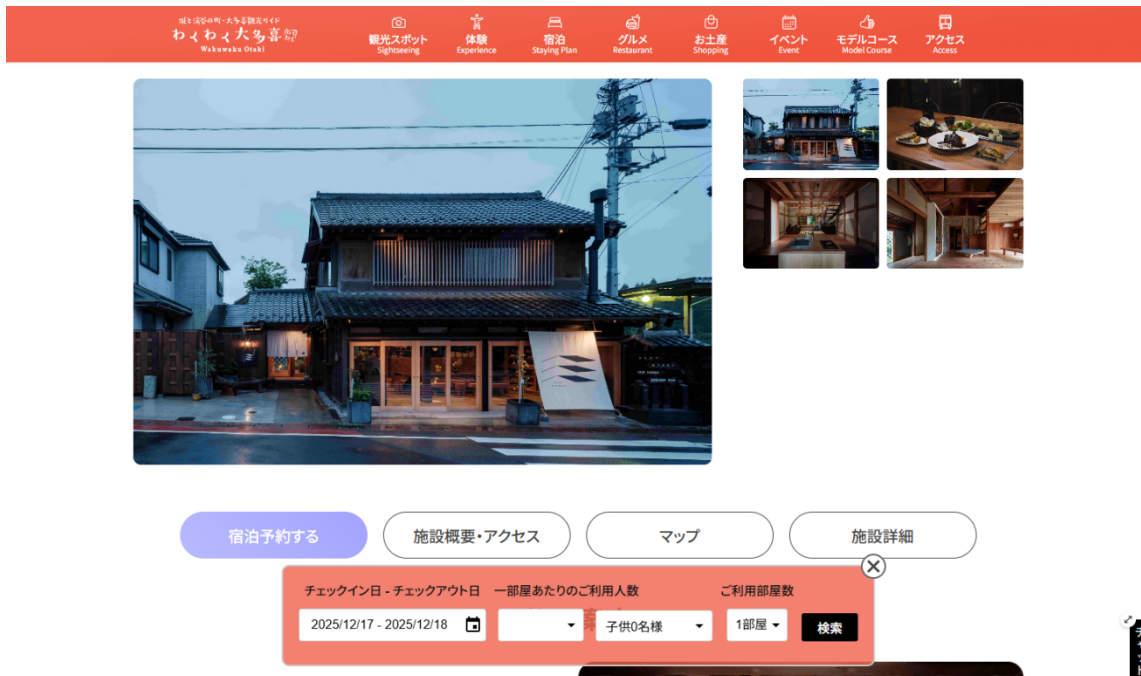 城と渓谷の町・大多喜観光ガイド
わくわく大多喜
Wakuwaku Otaki
観光スポット
Sightseeing
体験
Experience
宿泊
Staying Plan
グルメ
Restaurant
お土産
Shopping
イベント
Event
モデルコース
Model Course
アクセス
Access
宿泊予約する
施設概要・アクセス
マップ
施設詳細
チェックイン日 - チェックアウト日
一部屋あたりのご利用人数
ご利用部屋数
2025/12/17 - 2025/12/18
子供0名様
1部屋
検索
チャット